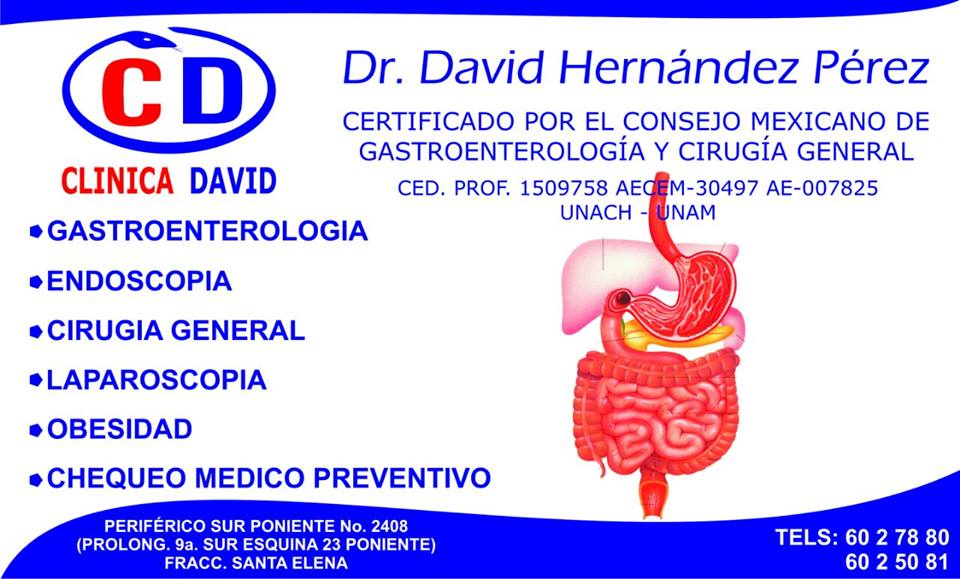 CD
CLINICA DAVID
Dr. David Hernández Pérez
CERTIFICADO POR EL CONSEJO MEXICANO DE
GASTROENTEROLOGÍA Y CIRUGÍA GENERAL
CED. PROF. 1509758 AECEM-30497 AE-007825
UNACH - UNAM
GASTROENTEROLOGIA
ENDOSCOPIA
CIRUGIA GENERAL
LAPAROSCOPIA
OBESIDAD
CHEQUEO MEDICO PREVENTIVO
PERIFÉRICO SUR PONIENTE No. 2408
(PROLONG. 9a. SUR ESQUINA 23 PONIENTE)
FRACC. SANTA ELENA
TELS: 60 2 78 80
60 2 50 81